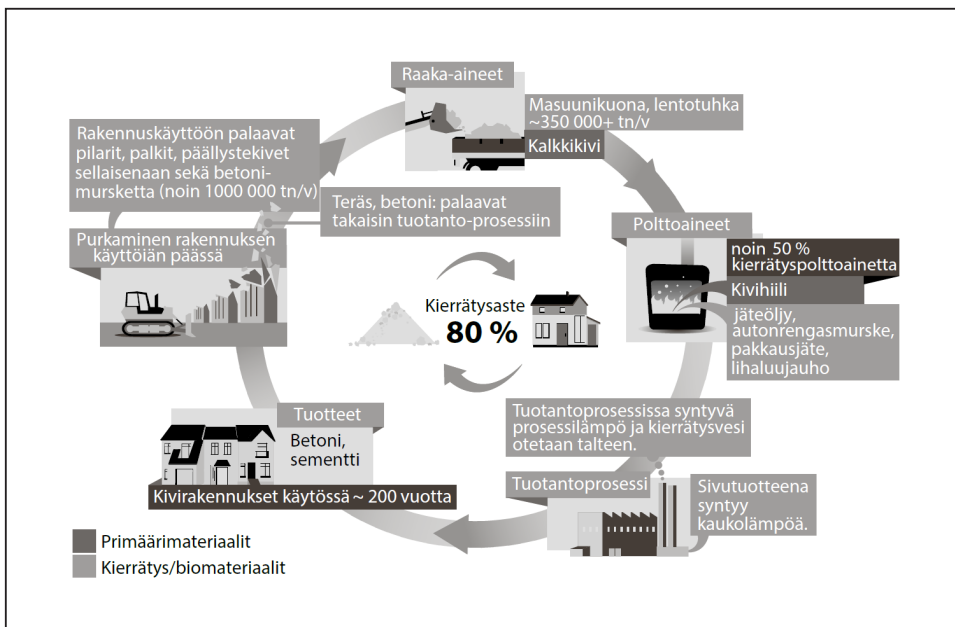 Raaka-aineet
Masuunikuona, lentotuhka
~350 000+ tn/v
Kalkkikivi
Polttoaineet
noin 50 %
kierrätyspolttoainetta
Kivihiili
jäteöljy,
autonrengasmurske,
pakkausjäte,
lihaluujauho
Tuotantoprosessissa syntyvä
prosessilämpö ja kierrätysvesi
otetaan talteen.
Tuotantoprosessi
Sivutuotteena
syntyy
kaukolämpöä.
Tuotteet
Betoni,
sementti
Kivirakennukset käytössä ~ 200 vuotta
Purkaminen rakennuksen
käyttöiän päässä
Rakennuskäyttöön palaavat
pilarit, palkit, päällystekivet
sellaisenaan sekä betoni-
mursketta (noin 1000 000 tn/v)
Teräs, betoni: palaavat
takaisin tuotanto-prosessiin
Kierrätysaste
80 %
Primäärimateriaalit
Kierrätys/biomateriaalit